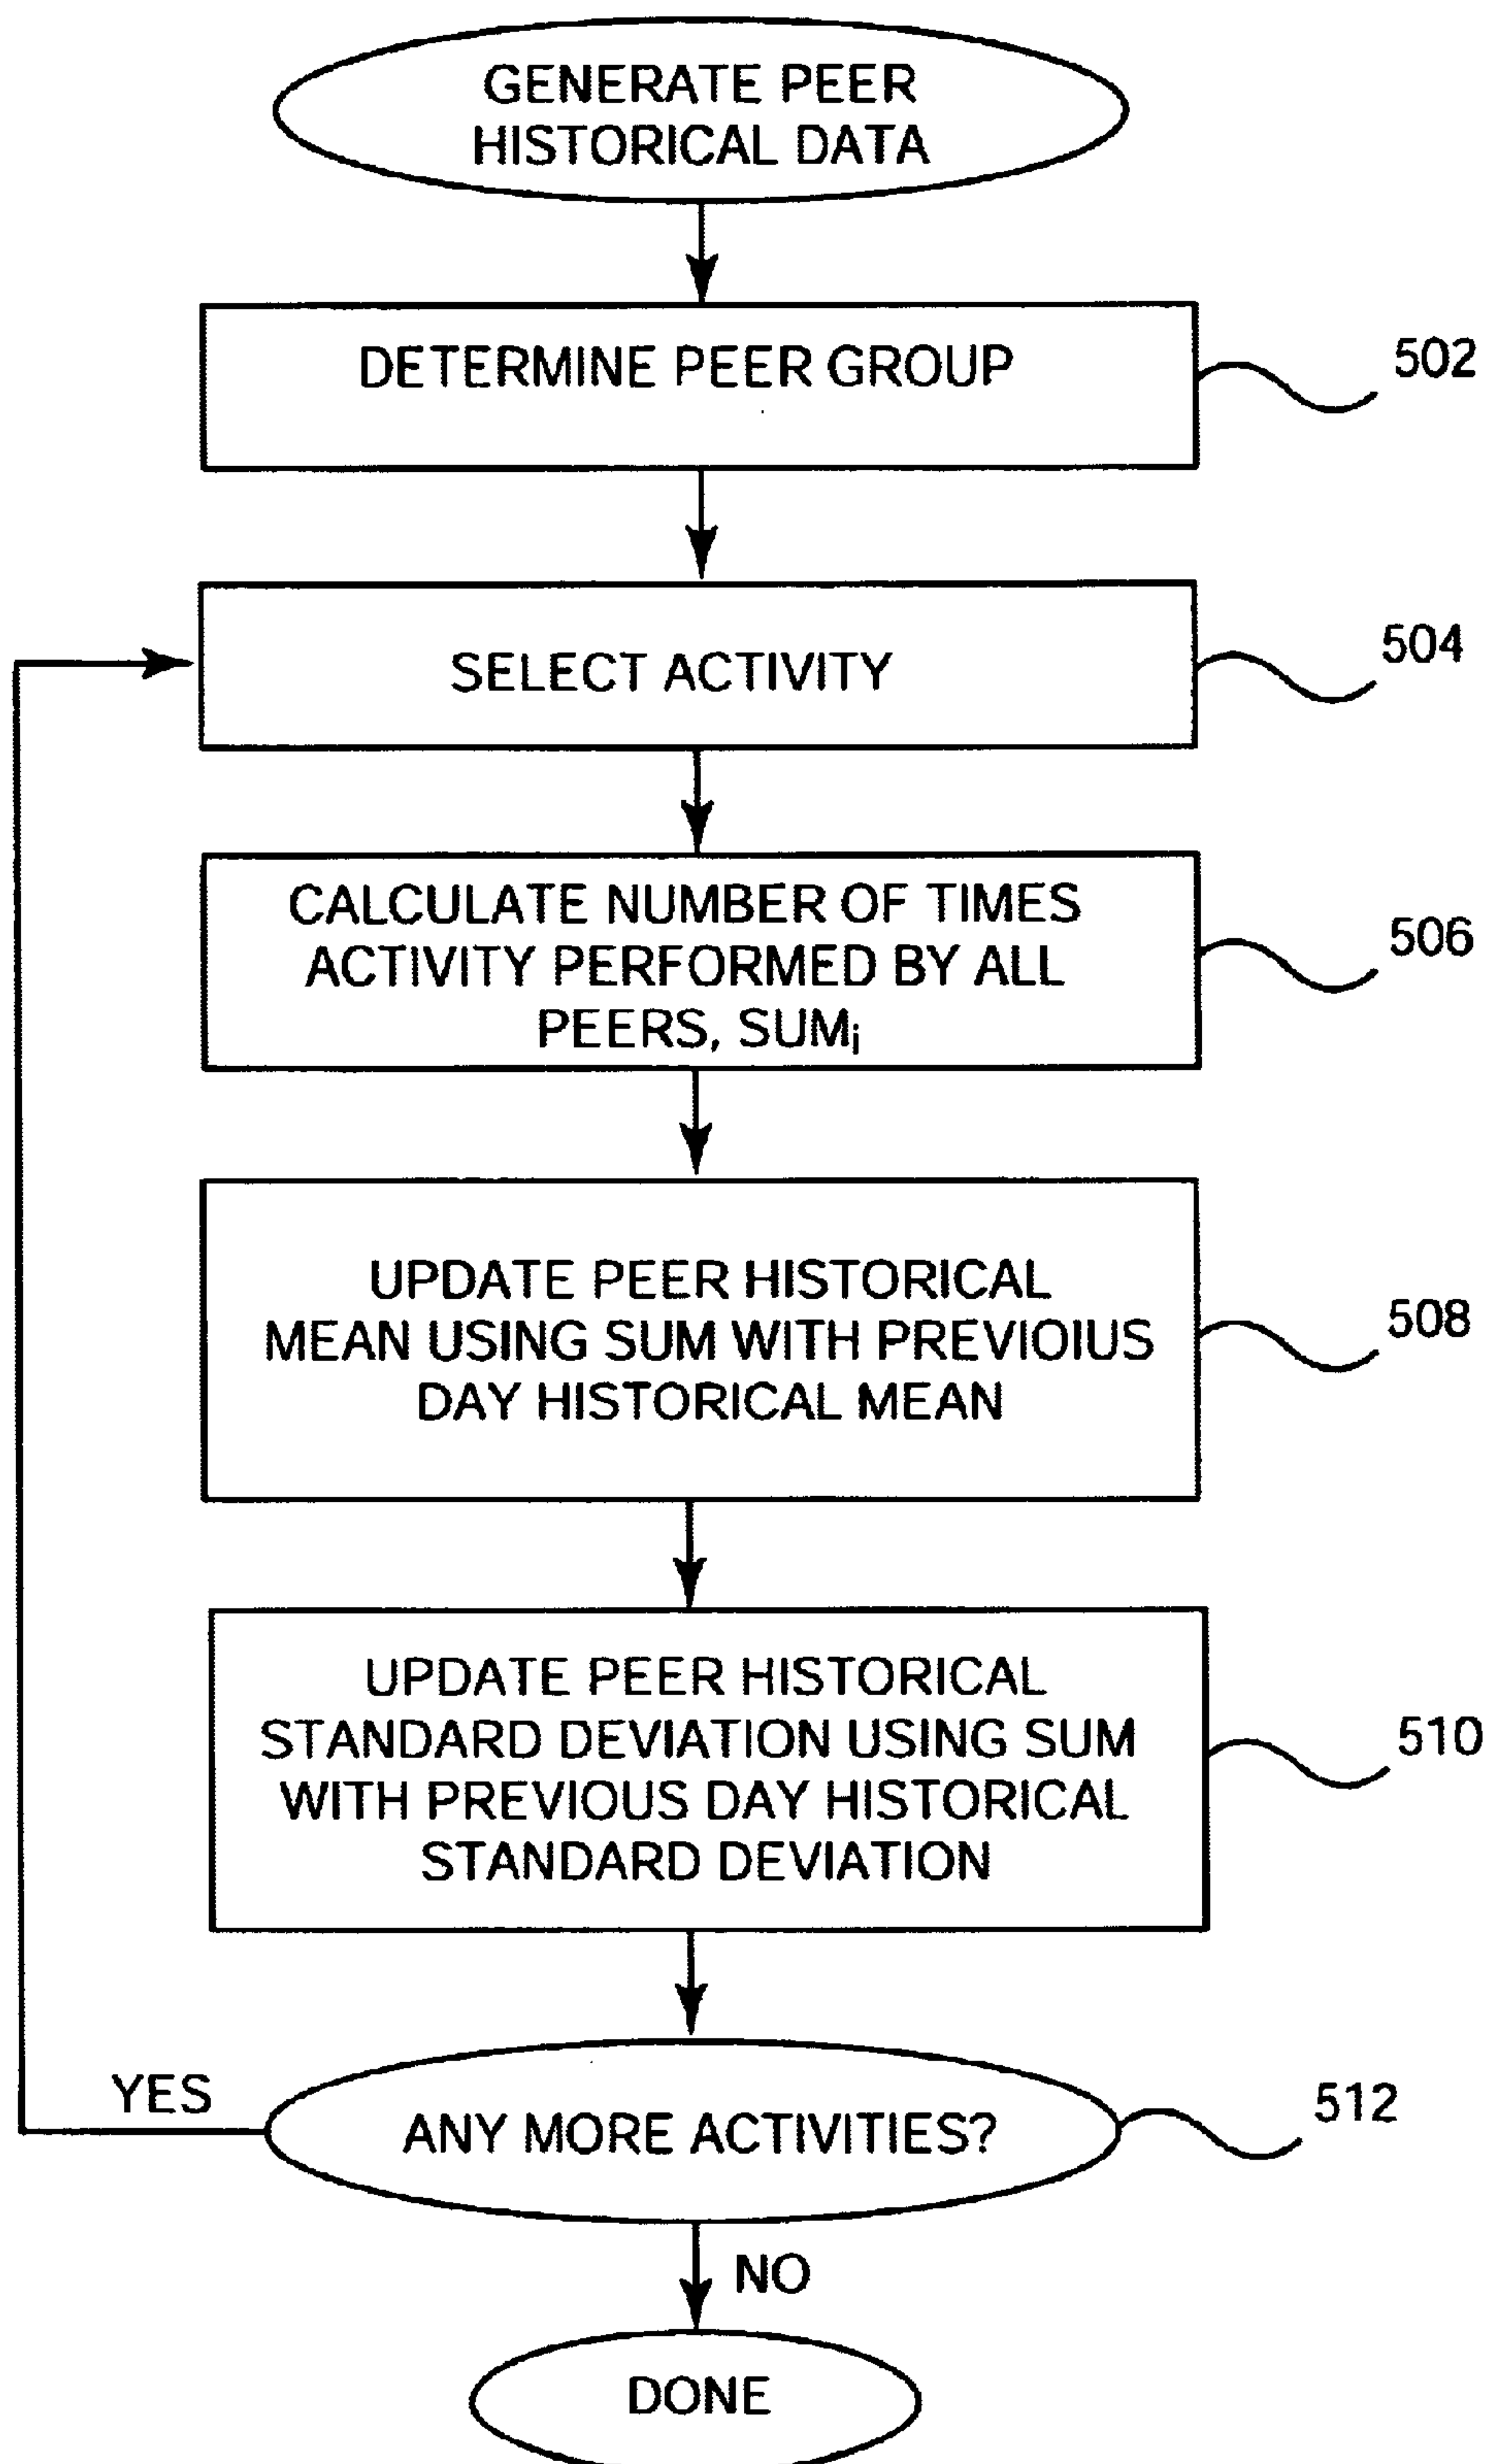 GENERATE PEER
HISTORICAL DATA
DETERMINE PEER GROUP
502
SELECT ACTIVITY
504
CALCULATE NUMBER OF TIMES
ACTIVITY PERFORMED BY ALL
PEERS, SUMi
506
UPDATE PEER HISTORICAL
MEAN USING SUM WITH PREVIOIUS
DAY HISTORICAL MEAN
508
UPDATE PEER HISTORICAL
STANDARD DEVIATION USING SUM
WITH PREVIOUS DAY HISTORICAL
STANDARD DEVIATION
510
YES
ANY MORE ACTIVITIES?
512
NO
DONE